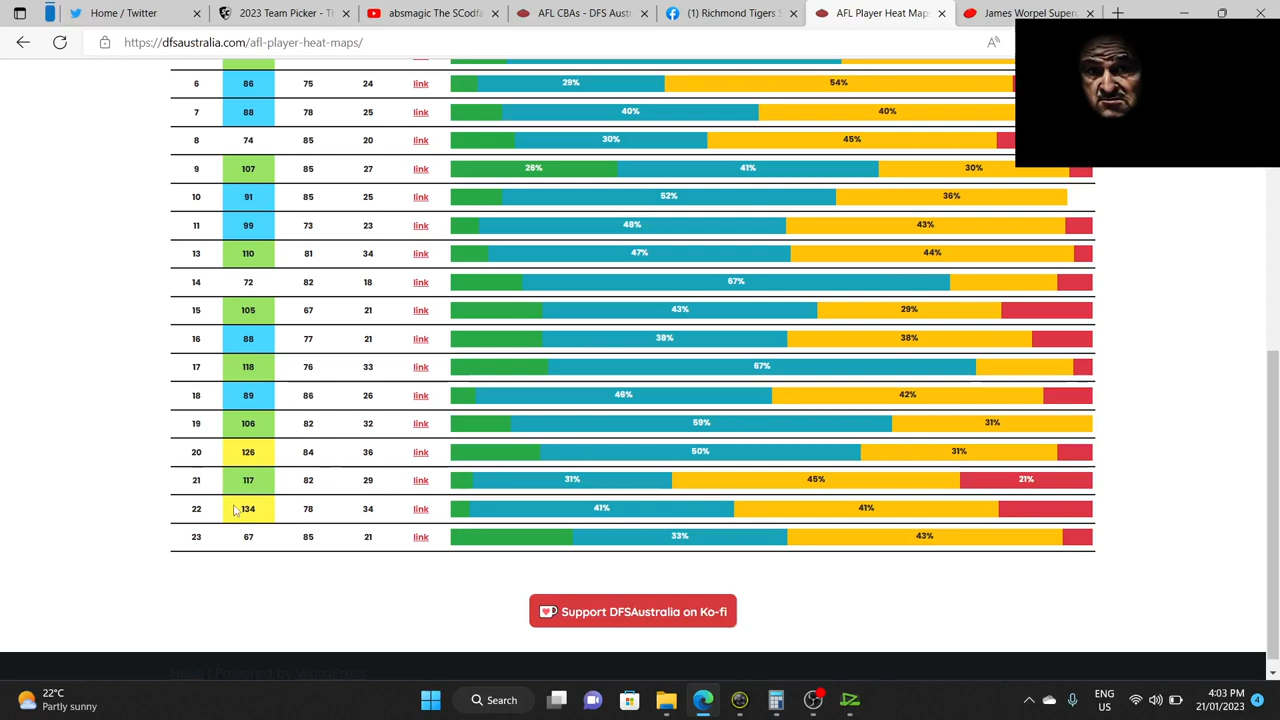 Home / Twitter
2023 Team Picker - T
absmagic The SCodfa
AFL CBAs - DFS Aust
(1) Richmond Tigers S
AFL Player Heat Maps
James Worpel Super
https://dfsaustralia.com/afl-player-heat-maps/
6 86 75 24 link 29% 54%
7 88 78 25 link 40% 40%
8 74 85 20 link 30% 45%
9 107 85 27 link 26% 41% 30%
10 91 85 25 link 52% 36%
11 99 73 23 link 48% 43%
13 110 81 34 link 47% 44%
14 72 82 18 link 67%
15 105 67 21 link 43% 29%
16 88 77 21 link 38% 38%
17 118 76 33 link 67%
18 89 86 26 link 46% 42%
19 106 82 32 link 59% 31%
20 126 84 36 link 50% 31%
21 117 82 29 link 31% 45% 21%
22 134 78 34 link 41% 41%
23 67 85 21 link 33% 43%
Support DFSAustralia on Ko-fi
Neve | Powered by WordPress
22°C
Partly sunny
Search
ENG
US
4:03 PM
21/01/2023
4